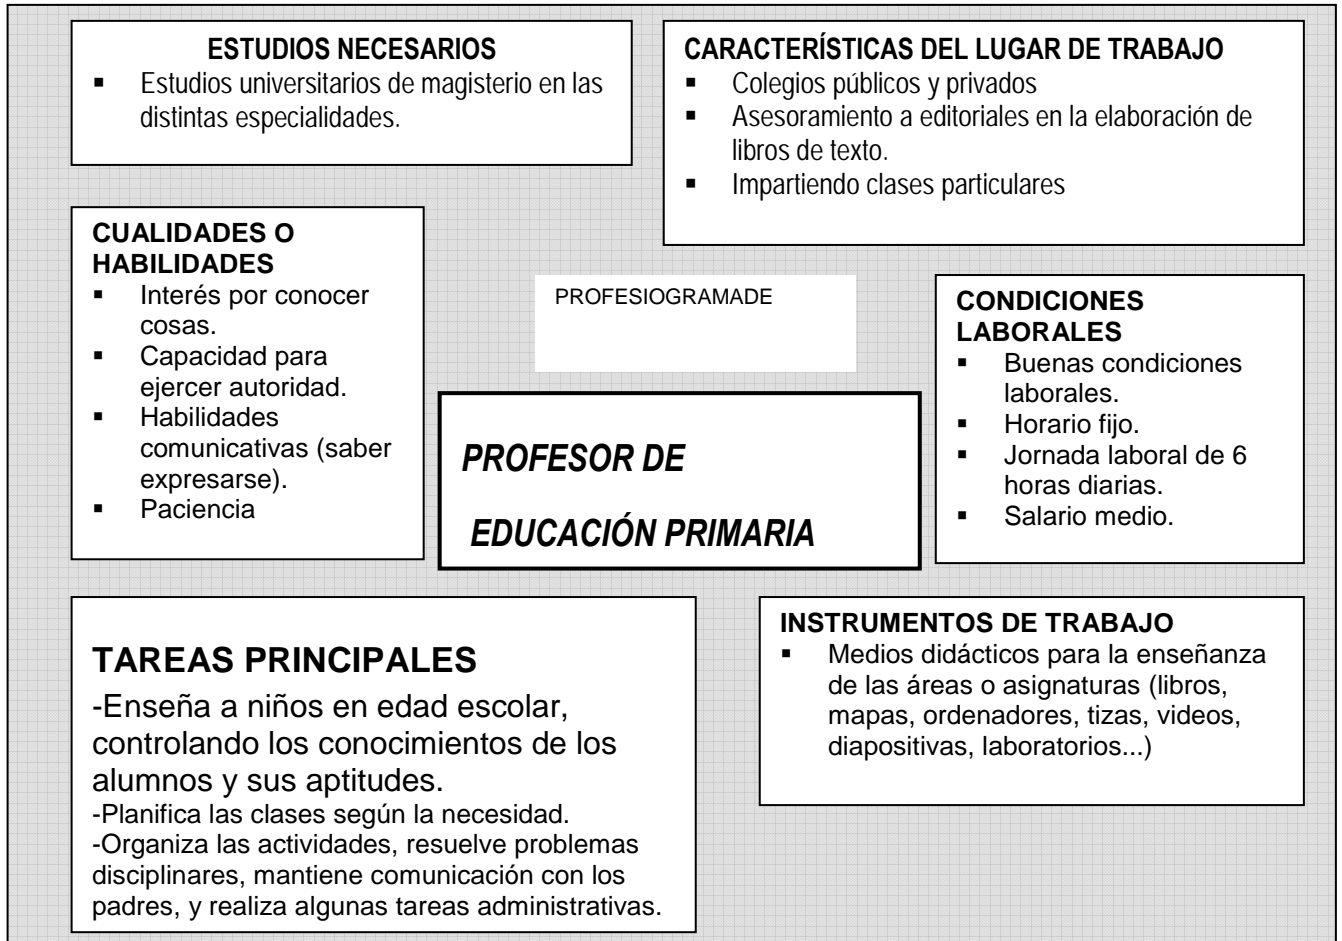 ESTUDIOS NECESARIOS
▪ Estudios universitarios de magisterio en las
distintas especialidades.
CARACTERÍSTICAS DEL LUGAR DE TRABAJO
▪ Colegios públicos y privados
▪ Asesoramiento a editoriales en la elaboración de
libros de texto.
▪ Impartiendo clases particulares
CUALIDADES O
HABILIDADES
▪ Interés por conocer
cosas.
▪ Capacidad para
ejercer autoridad.
▪ Habilidades
comunicativas (saber
expresarse).
▪ Paciencia
PROFESIOGRAMADE
PROFESOR DE
EDUCACIÓN PRIMARIA
CONDICIONES
LABORALES
▪ Buenas condiciones
laborales.
▪ Horario fijo.
▪ Jornada laboral de 6
horas diarias.
▪ Salario medio.
TAREAS PRINCIPALES
-Enseña a niños en edad escolar,
controlando los conocimientos de los
alumnos y sus aptitudes.
-Planifica las clases según la necesidad.
-Organiza las actividades, resuelve problemas
disciplinares, mantiene comunicación con los
padres, y realiza algunas tareas administrativas.
INSTRUMENTOS DE TRABAJO
▪ Medios didácticos para la enseñanza
de las áreas o asignaturas (libros,
mapas, ordenadores, tizas, videos,
diapositivas, laboratorios...)